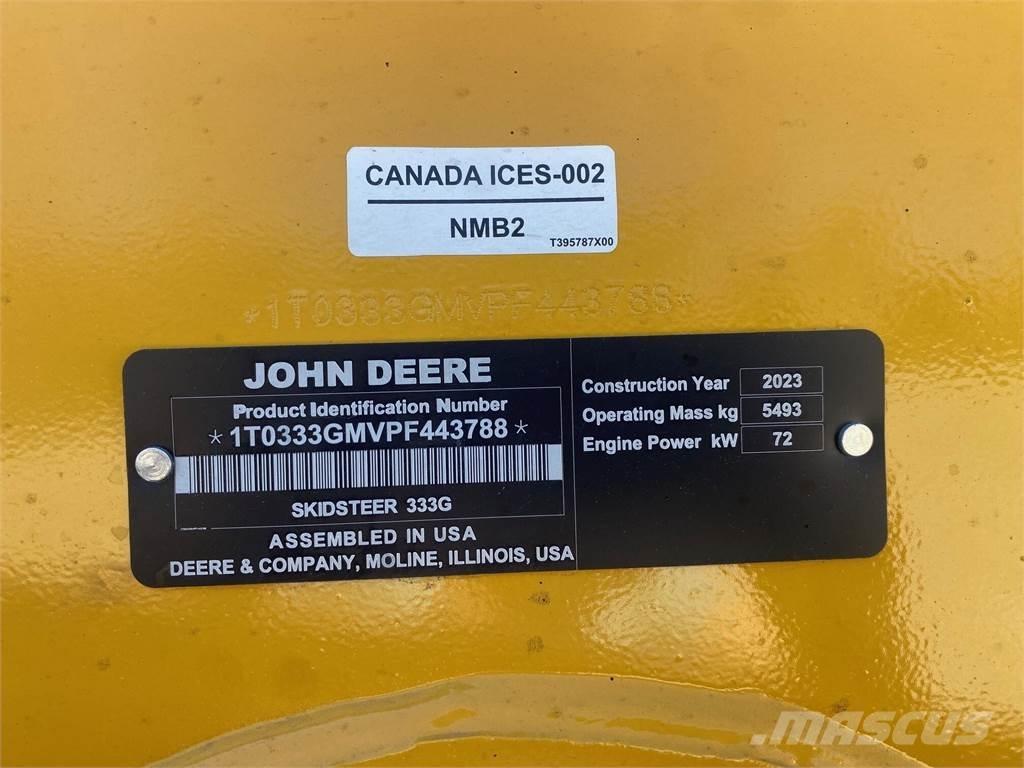 CANADA ICES-002
NMB2
T395787X00
*1T0333GMVPF443788*
JOHN DEERE
Product Identification Number
*1T0333GMVPF443788*
SKIDSTEER 333G
ASSEMBLED IN USA
DEERE & COMPANY, MOLINE, ILLINOIS, USA
Construction Year 2023
Operating Mass kg 5493
Engine Power kW 72
MASCUS